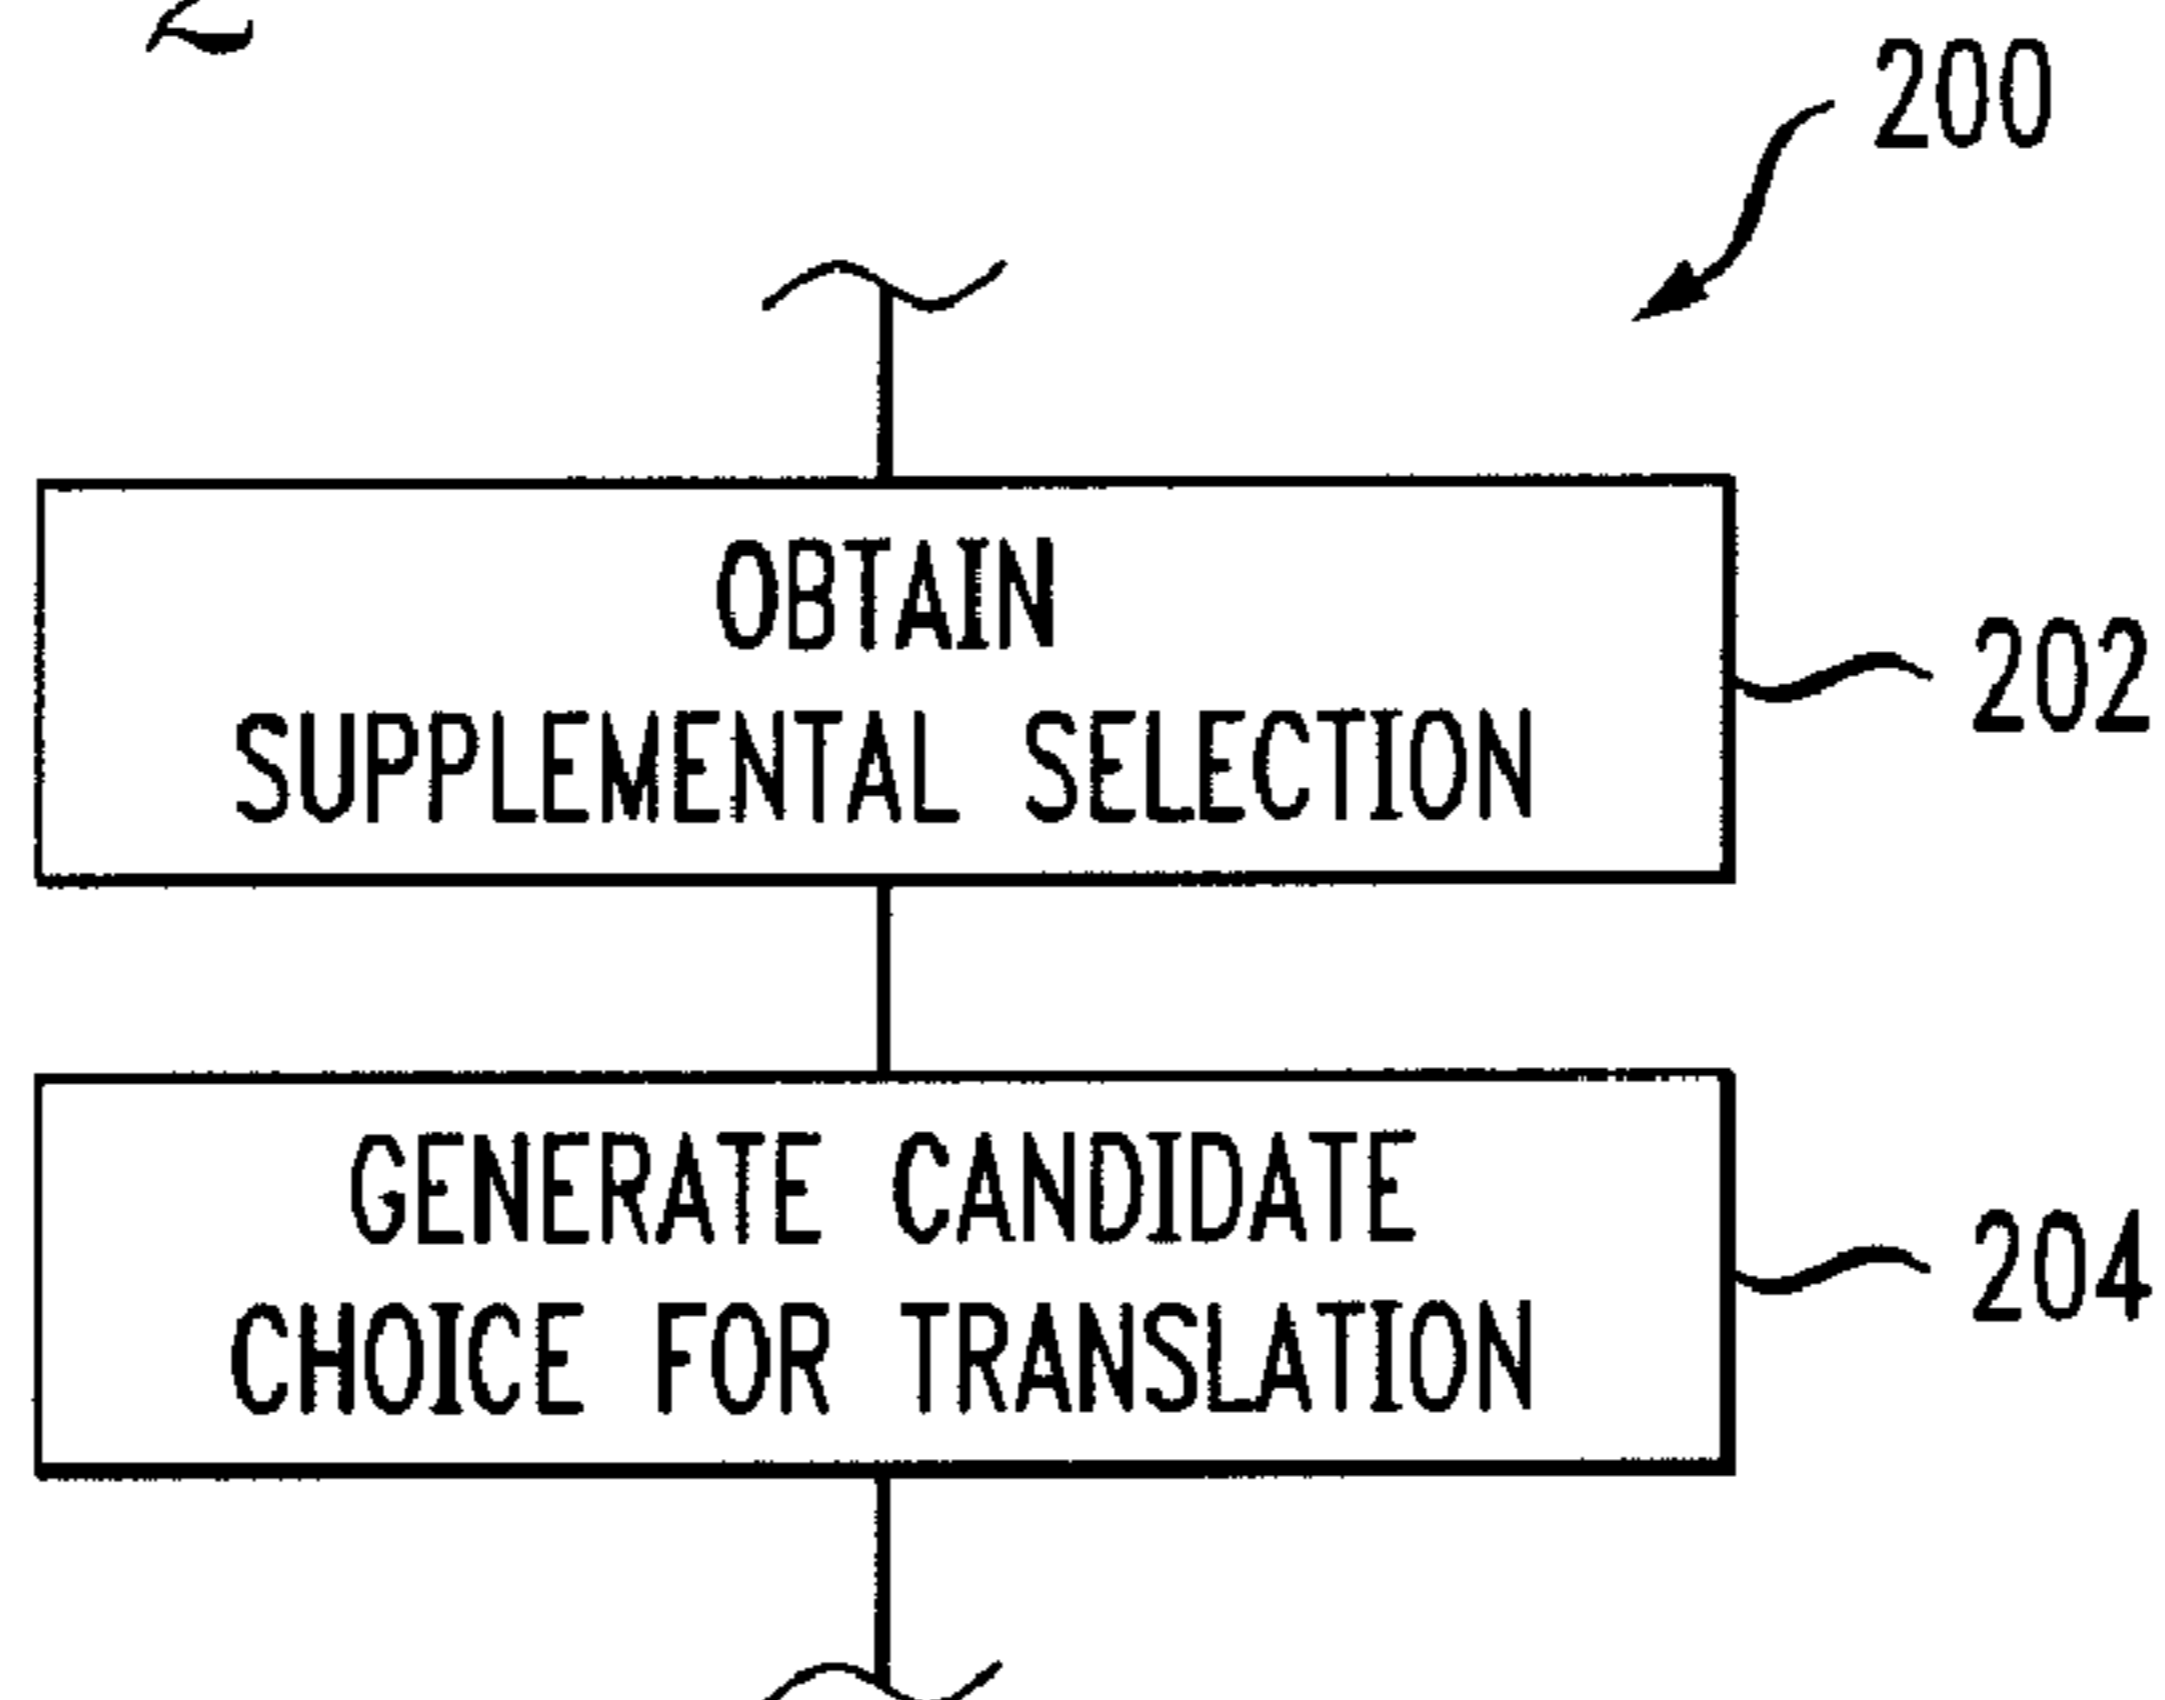 200
OBTAIN
SUPPLEMENTAL SELECTION
202
GENERATE CANDIDATE
CHOICE FOR TRANSLATION
204